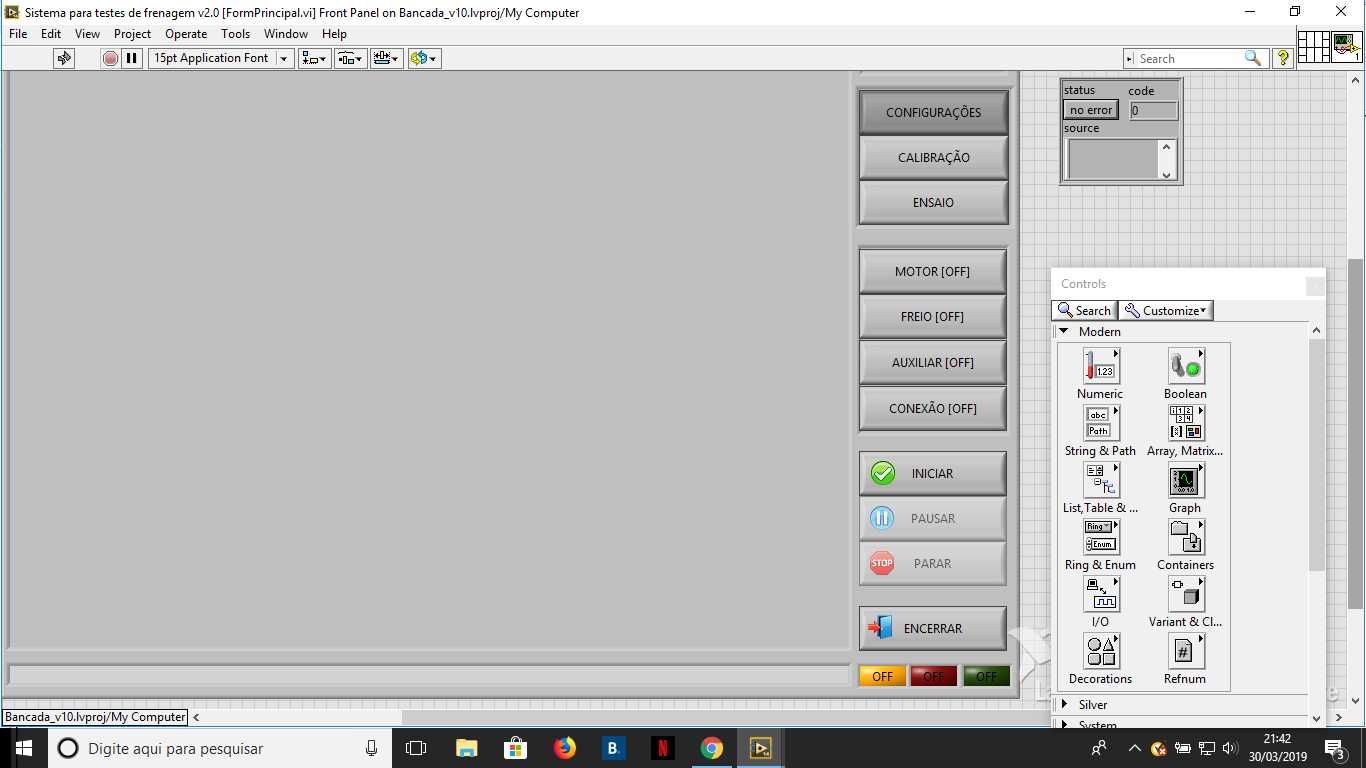 Sistema para testes de frenagem v2.0 [FormPrincipal.vi] Front Panel on Bancada_v10.lvproj/My Computer
File Edit View Project Operate Tools Window Help
15pt Application Font
Search
?
1
CONFIGURAÇÕES
CALIBRAÇÃO
ENSAIO
MOTOR [OFF]
FREIO [OFF]
AUXILIAR [OFF]
CONEXÃO [OFF]
INICIAR
PAUSAR
STOP PARAR
ENCERRAR
OFF OFF OFF
status code
no error 0
source
Controls
Search Customize
Modern
1.23
Numeric Boolean
abc
Path
String & Path Array, Matrix...
List,Table & ... Graph
Ring
Enum
Ring & Enum Containers
I/O Variant & Cl...
#
Decorations Refnum
Silver
System
Bancada_v10.lvproj/My Computer
Digite aqui para pesquisar
B.
N
21:42
30/03/2019
3